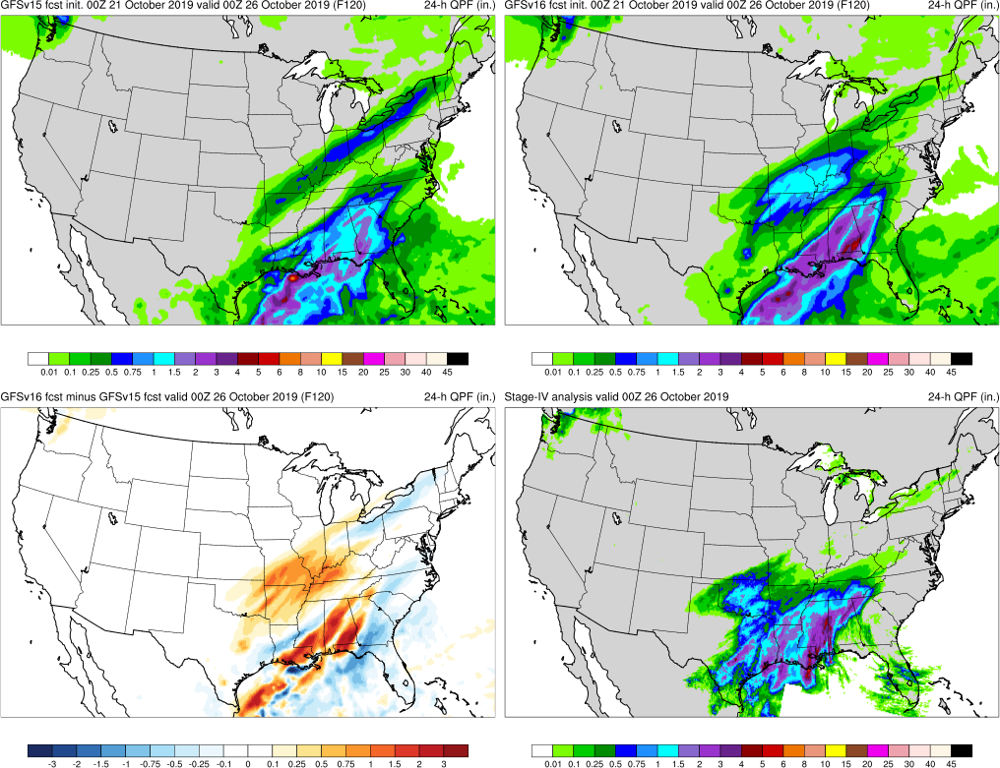 GFSv15 fcst init. 00Z 21 October 2019 valid 00Z 26 October 2019 (F120) 24-h QPF (in.)
GFSv16 fcst init. 00Z 21 October 2019 valid 00Z 26 October 2019 (F120) 24-h QPF (in.)
0.01 0.1 0.25 0.5 0.75 1 1.5 2 3 4 5 6 8 10 15 20 25 30 40 45
0.01 0.1 0.25 0.5 0.75 1 1.5 2 3 4 5 6 8 10 15 20 25 30 40 45
GFSv16 fcst minus GFSv15 fcst valid 00Z 26 October 2019 (F120) 24-h QPF (in.)
Stage-IV analysis valid 00Z 26 October 2019 24-h QPF (in.)
-3 -2 -1.5 -1 -0.75 -0.5 -0.25 -0.1 0 0.1 0.25 0.5 0.75 1 1.5 2 3
0.01 0.1 0.25 0.5 0.75 1 1.5 2 3 4 5 6 8 10 15 20 25 30 40 45